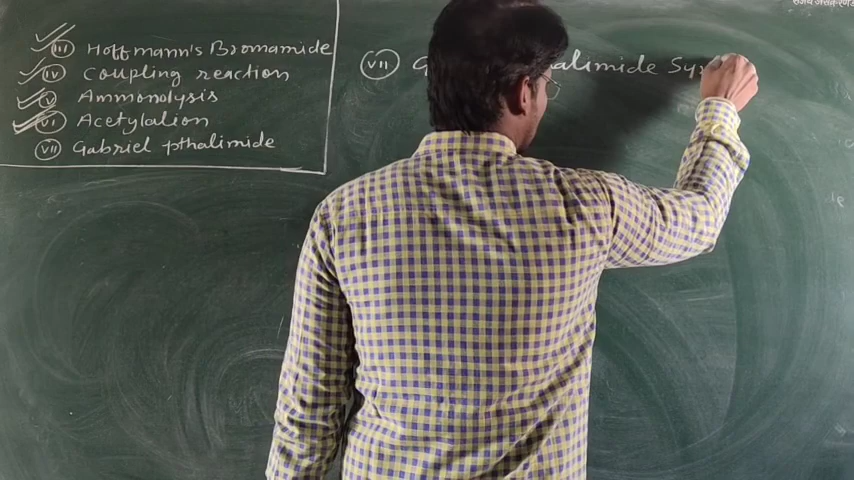 (iii) Hoffmann's Bromamide
(iv) Coupling reaction
(v) Ammonolysis
(vi) Acetylation
(vii) Gabriel pthalimide
(vii) G alimide Sy